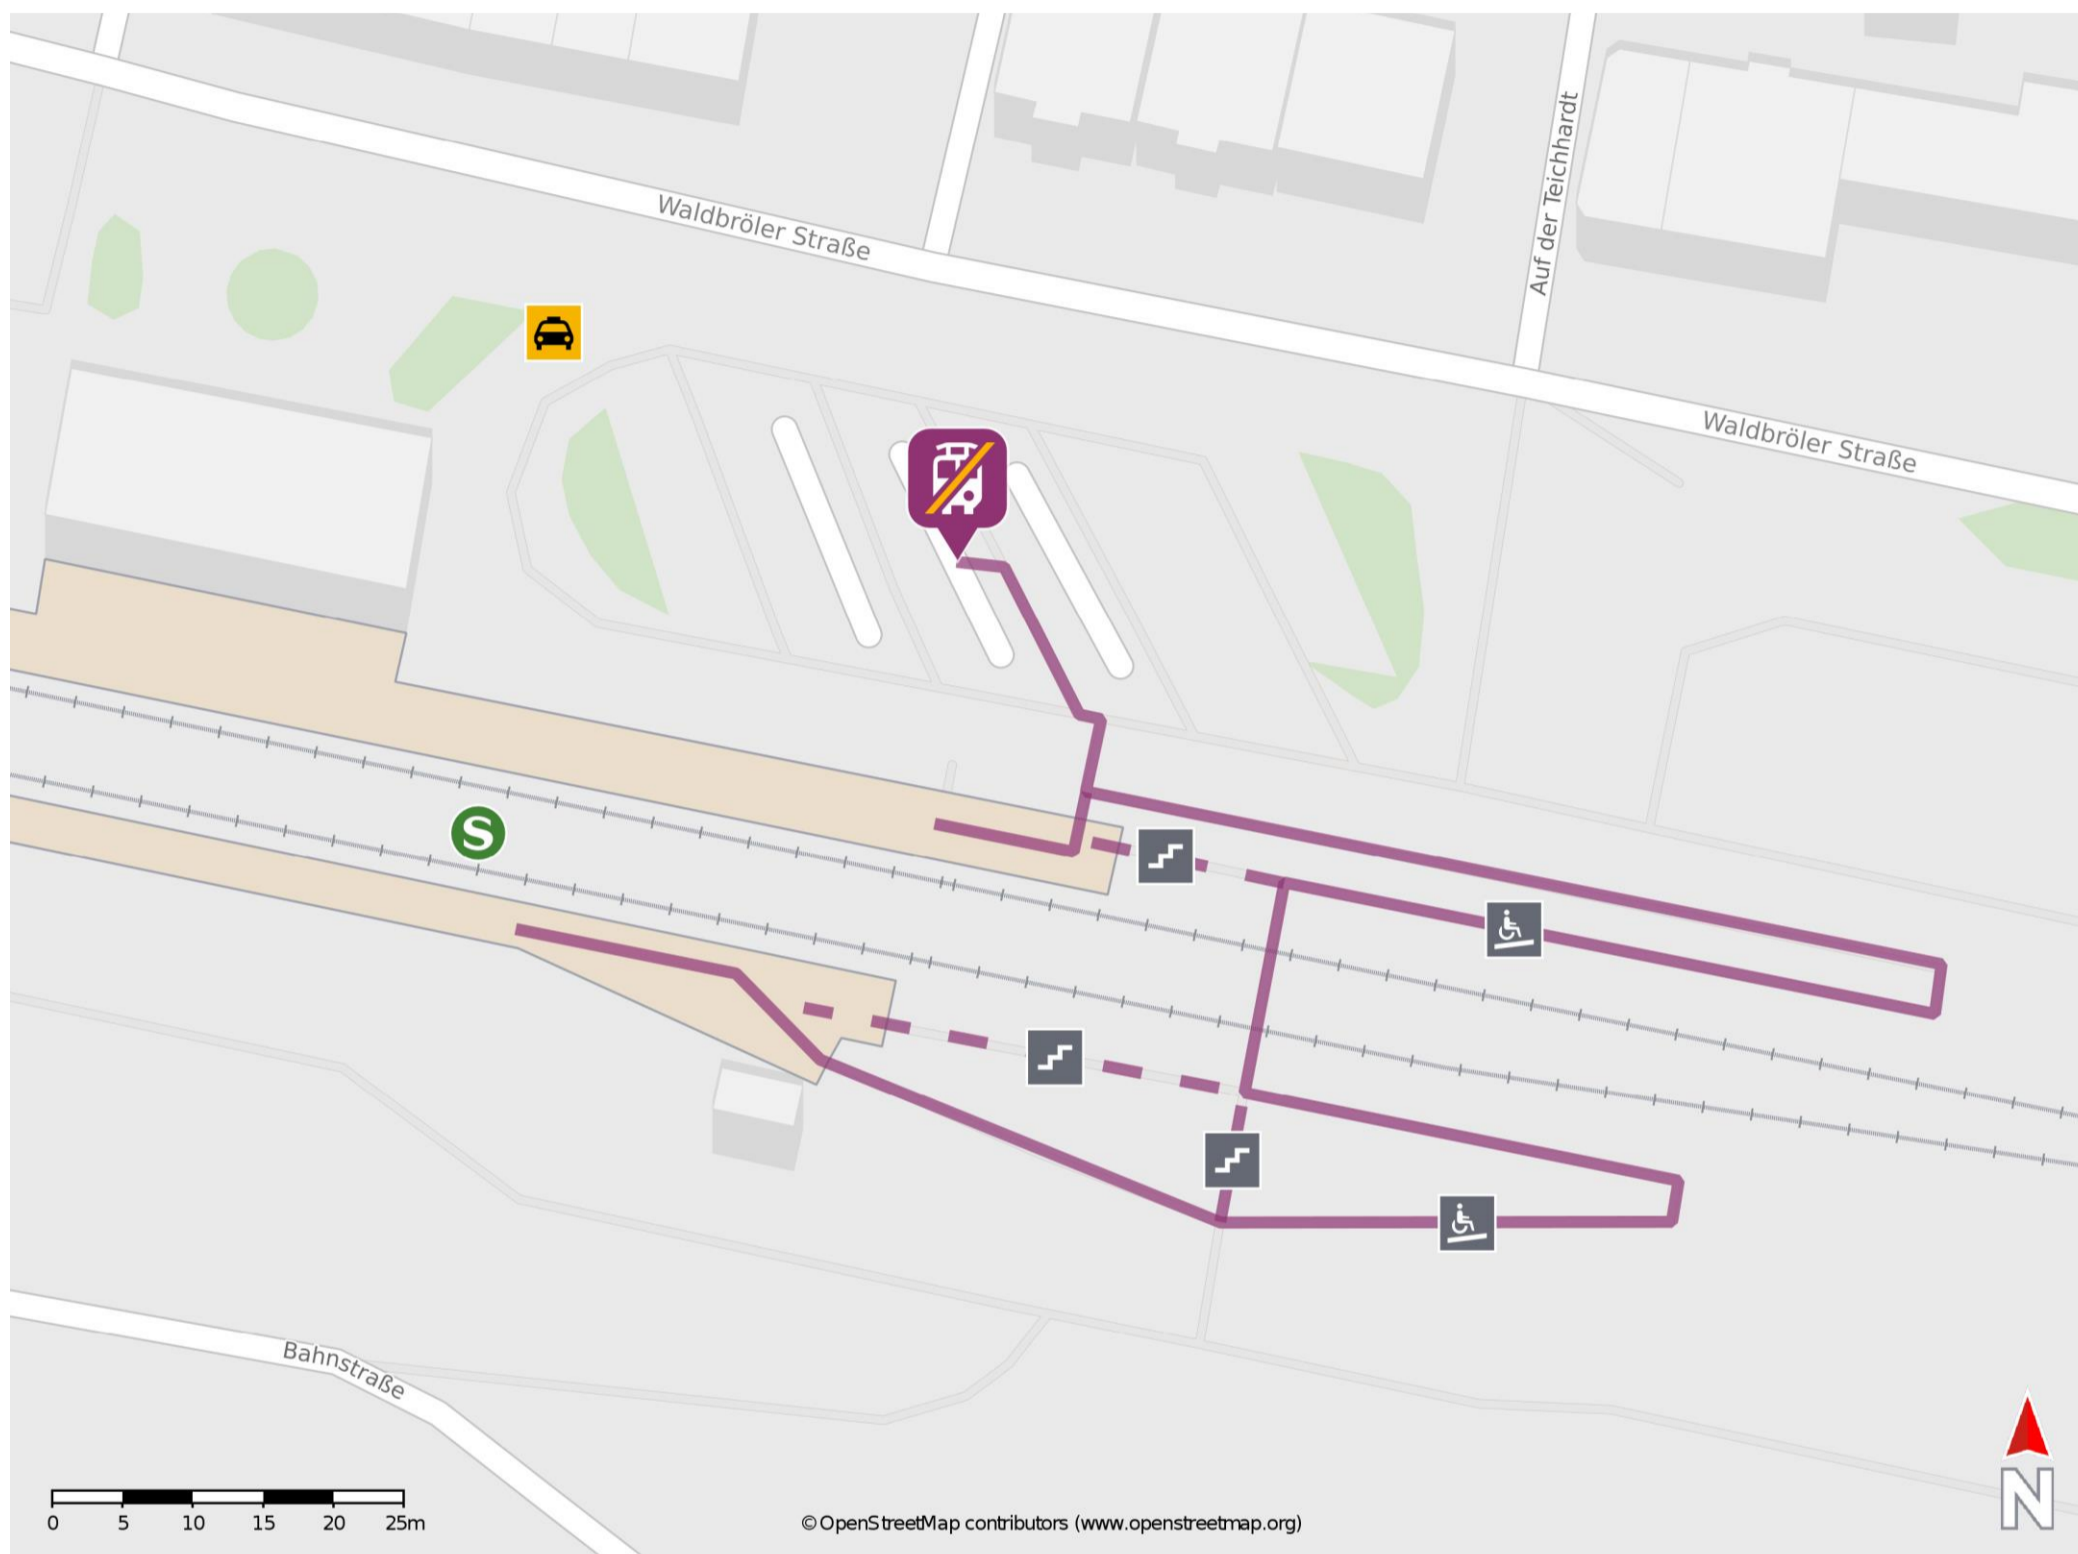 Waldbröler Straße
Auf der Teichhardt
Waldbröler Straße
S
Bahnstraße
0 5 10 15 20 25m
©OpenStreetMap contributors (www.openstreetmap.org)
N